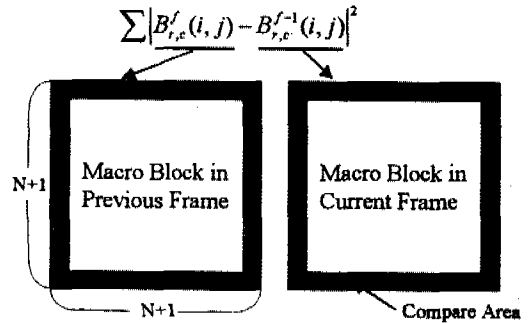 ∑|B^f_{r,c}(i, j) − B^{f−1}_{r,c}(i, j)|²
Macro Block in
Previous Frame
Macro Block in
Current Frame
N+1
N+1
Compare Area